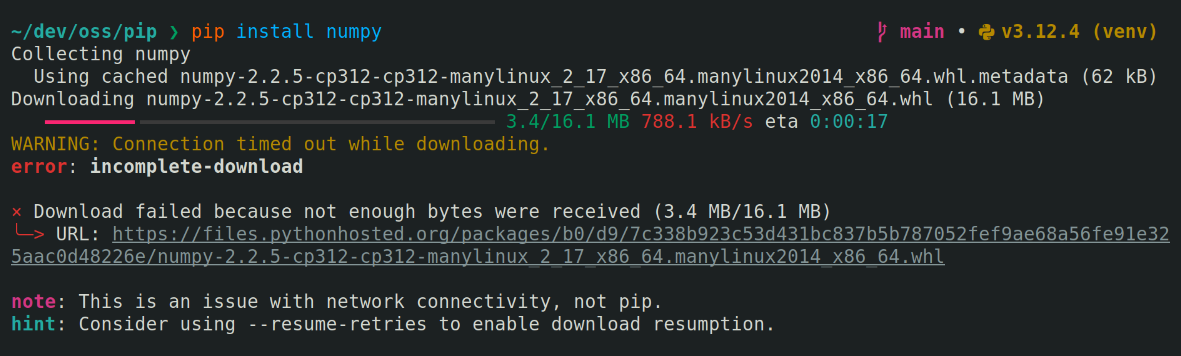 ~/dev/oss/pip ❯ pip install numpy main • v3.12.4 (venv)
Collecting numpy
Using cached numpy-2.2.5-cp312-cp312-manylinux_2_17_x86_64.manylinux2014_x86_64.whl.metadata (62 kB)
Downloading numpy-2.2.5-cp312-cp312-manylinux_2_17_x86_64.manylinux2014_x86_64.whl (16.1 MB)
3.4/16.1 MB 788.1 kB/s eta 0:00:17
WARNING: Connection timed out while downloading.
error: incomplete-download
× Download failed because not enough bytes were received (3.4 MB/16.1 MB)
╰─> URL: https://files.pythonhosted.org/packages/b0/d9/7c338b923c53d431bc837b5b787052fef9ae68a56fe91e32
5aac0d48226e/numpy-2.2.5-cp312-cp312-manylinux_2_17_x86_64.manylinux2014_x86_64.whl
note: This is an issue with network connectivity, not pip.
hint: Consider using --resume-retries to enable download resumption.